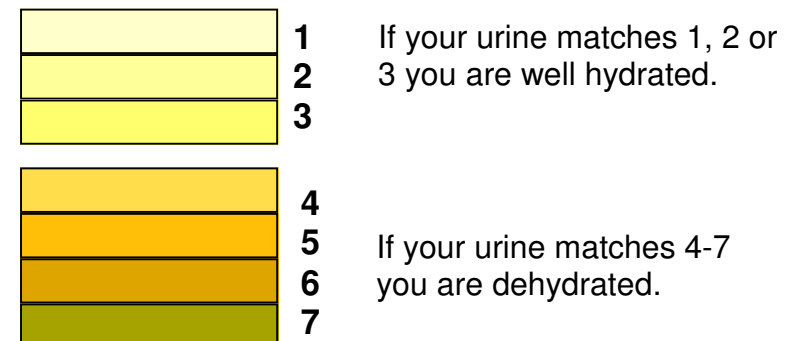 1
If your urine matches 1, 2 or
2
3 you are well hydrated.
3
4
5
If your urine matches 4-7
6
you are dehydrated.
7